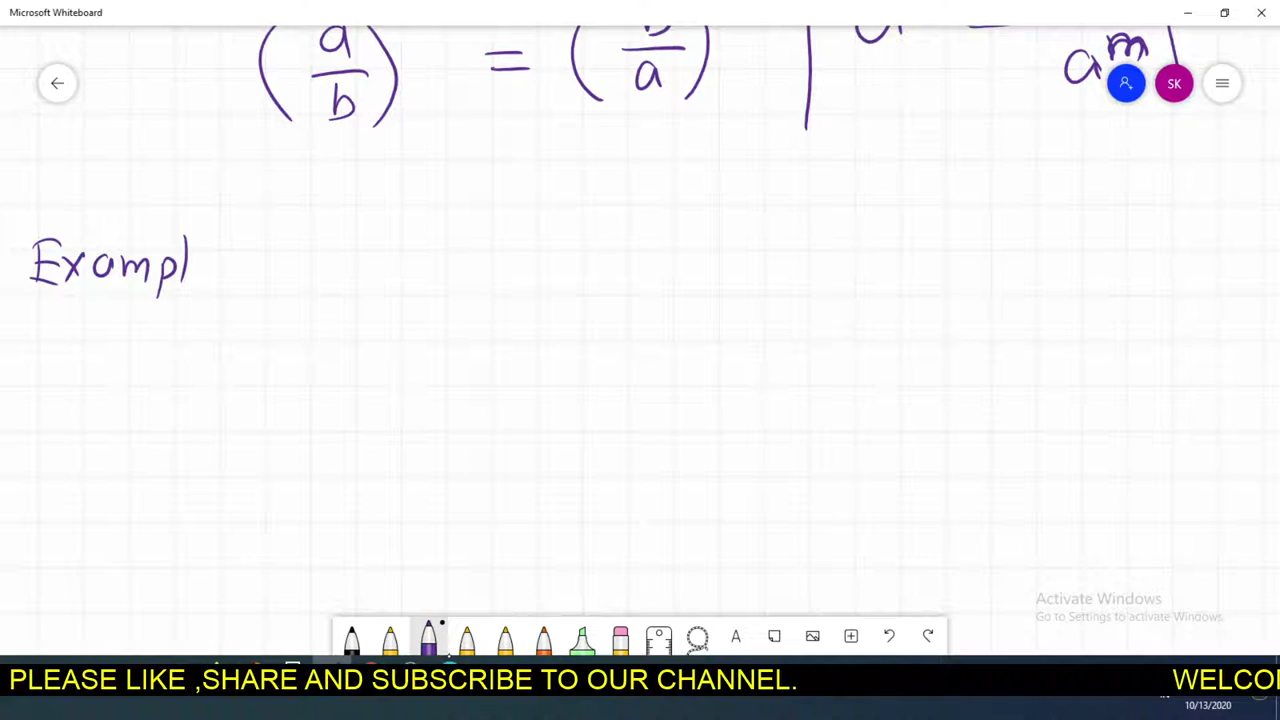 Microsoft Whiteboard
(a/b) = (b/a)
a^m
SK
Exampl
Activate Windows
Go to Settings to activate Windows.
A
PLEASE LIKE ,SHARE AND SUBSCRIBE TO OUR CHANNEL. WELCO
10/13/2020